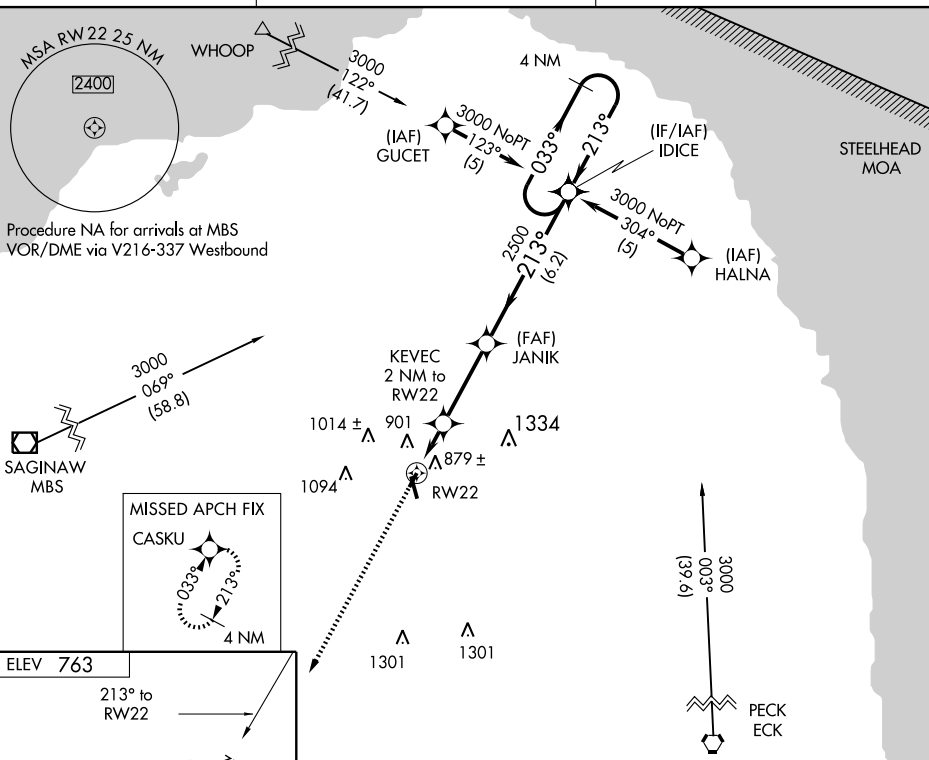 MSA RW22 25 NM
2400
WHOOP
3000
122°
(41.7)
4 NM
(IAF)
GUCET
3000 NoPT
123°
(5)
033°
213°
(IF/IAF)
IDICE
STEELHEAD
MOA
3000 NoPT
304°
(5)
(IAF)
HALNA
Procedure NA for arrivals at MBS
VOR/DME via V216-337 Westbound
2500
213°
(6.2)
(FAF)
JANIK
KEVEC
2 NM to
RW22
3000
069°
(58.8)
SAGINAW
MBS
1014 ±
901
1334
879 ±
1094
RW22
MISSED APCH FIX
CASKU
033°
213°
4 NM
3000
003°
(39.6)
1301
1301
PECK
ECK
ELEV 763
213° to
RW22